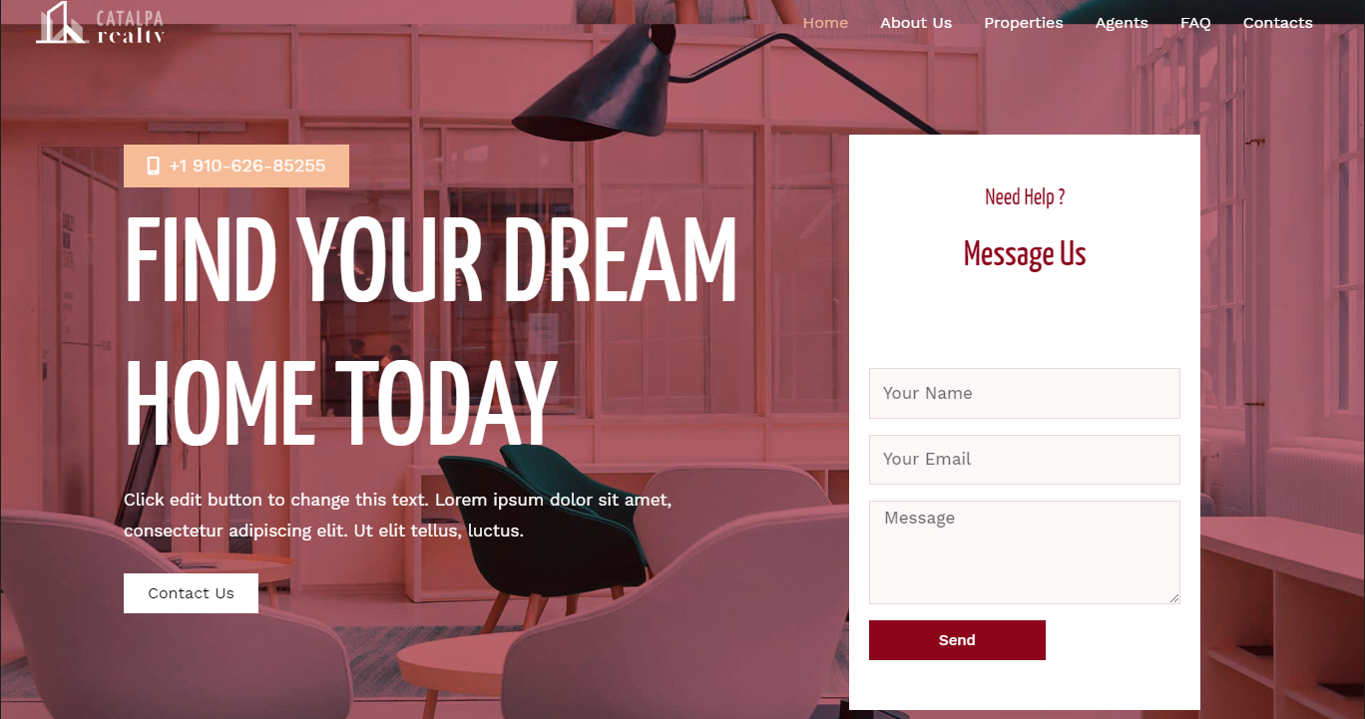 CATALPA
realty
Home About Us Properties Agents FAQ Contacts
+1 910-626-85255
FIND YOUR DREAM
HOME TODAY
Click edit button to change this text. Lorem ipsum dolor sit amet,
consectetur adipiscing elit. Ut elit tellus, luctus.
Contact Us
Need Help ?
Message Us
Your Name
Your Email
Message
Send